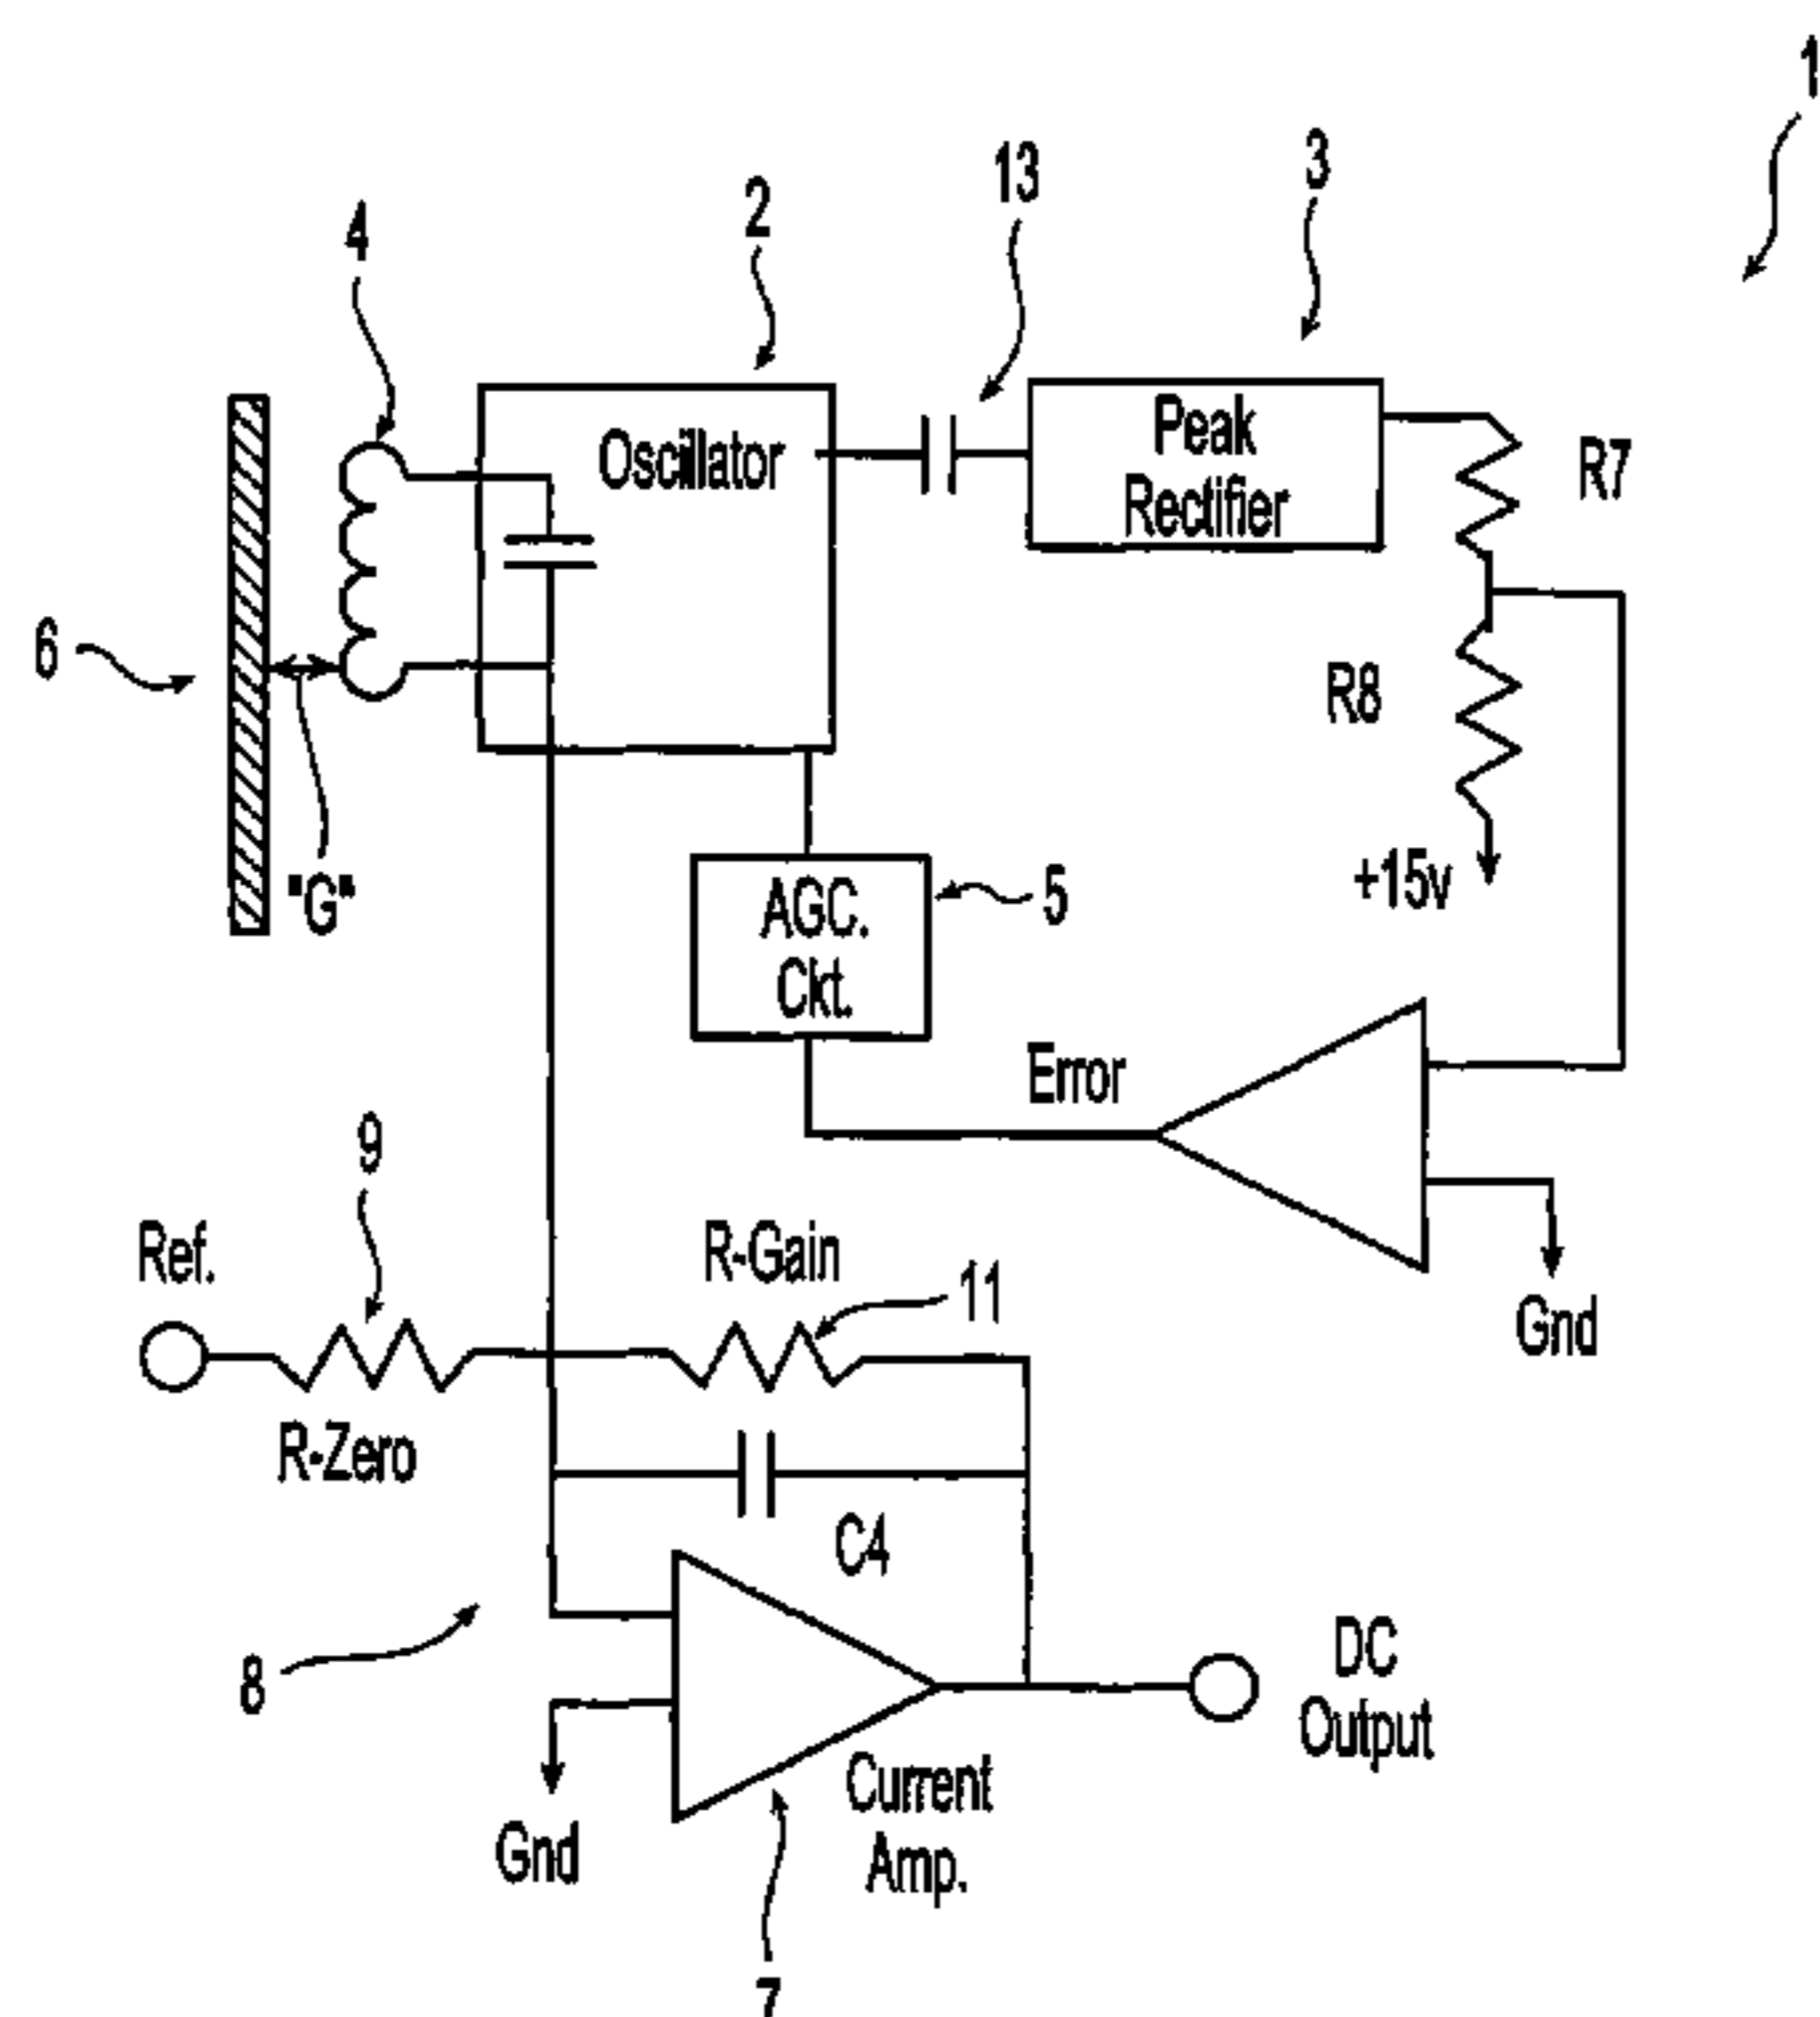 1
3
13
2
4
Peak
Rectifier
Oscillator
R7
6
R8
"G"
+15v
5
AGC.
Ckt.
Error
9
Ref.
R-Gain
11
Gnd
R-Zero
C4
8
DC
Output
Current
Amp.
Gnd
7